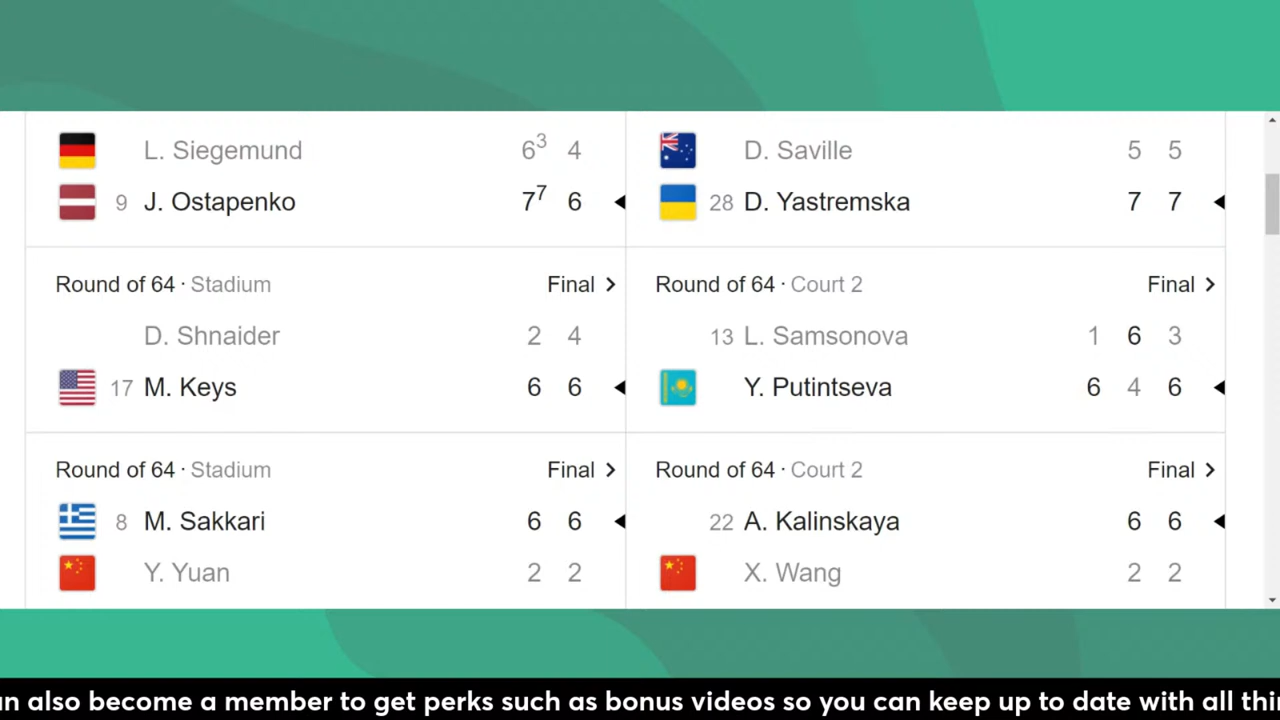 L. Siegemund 6³ 4
9 J. Ostapenko 7⁷ 6
D. Saville 5 5
28 D. Yastremska 7 7
Round of 64 · Stadium Final
D. Shnaider 2 4
17 M. Keys 6 6
Round of 64 · Court 2 Final
13 L. Samsonova 1 6 3
Y. Putintseva 6 4 6
Round of 64 · Stadium Final
8 M. Sakkari 6 6
Y. Yuan 2 2
Round of 64 · Court 2 Final
22 A. Kalinskaya 6 6
X. Wang 2 2
also become a member to get perks such as bonus videos so you can keep up to date with all